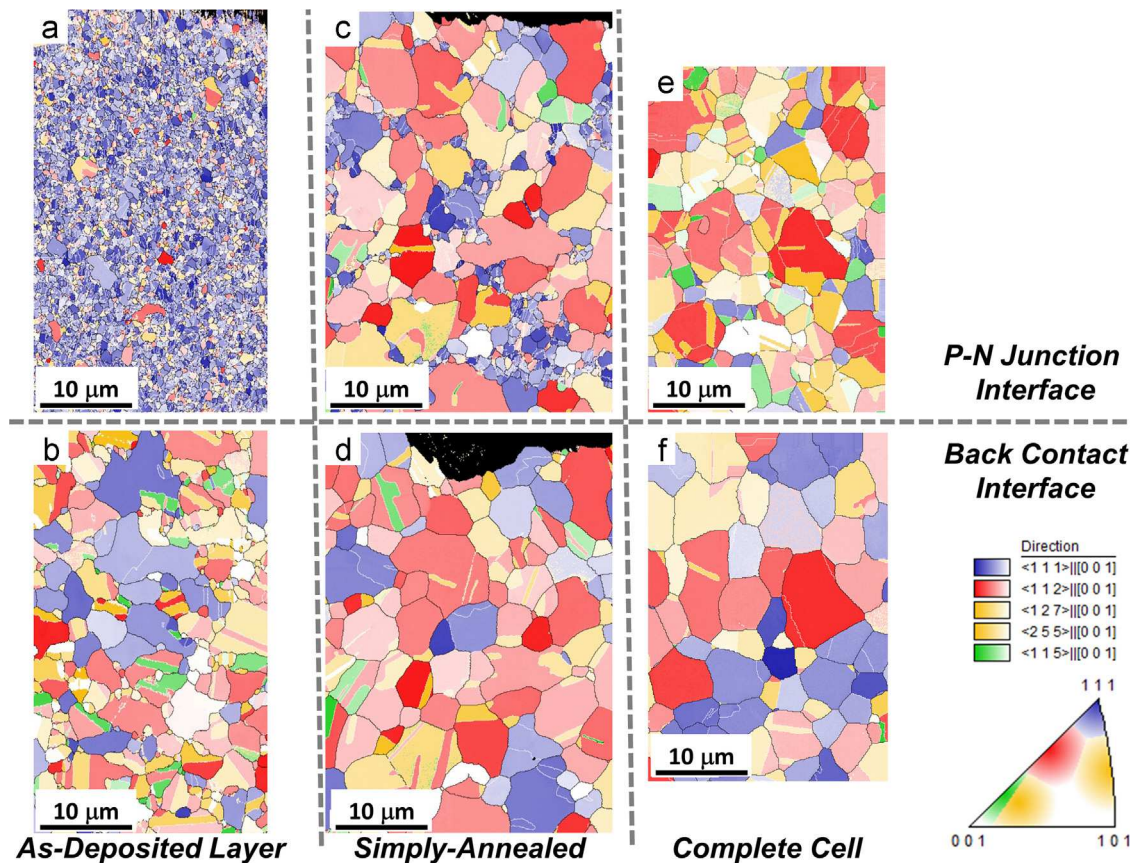 a
c
e
10 μm
10 μm
10 μm
P-N Junction
Interface
b
d
f
Back Contact
Interface
Direction
<1 1 1>||[0 0 1]
<1 1 2>||[0 0 1]
<1 2 7>||[0 0 1]
<2 5 5>||[0 0 1]
<1 1 5>||[0 0 1]
1 1 1
0 0 1
1 0 1
10 μm
10 μm
10 μm
As-Deposited Layer
Simply-Annealed
Complete Cell